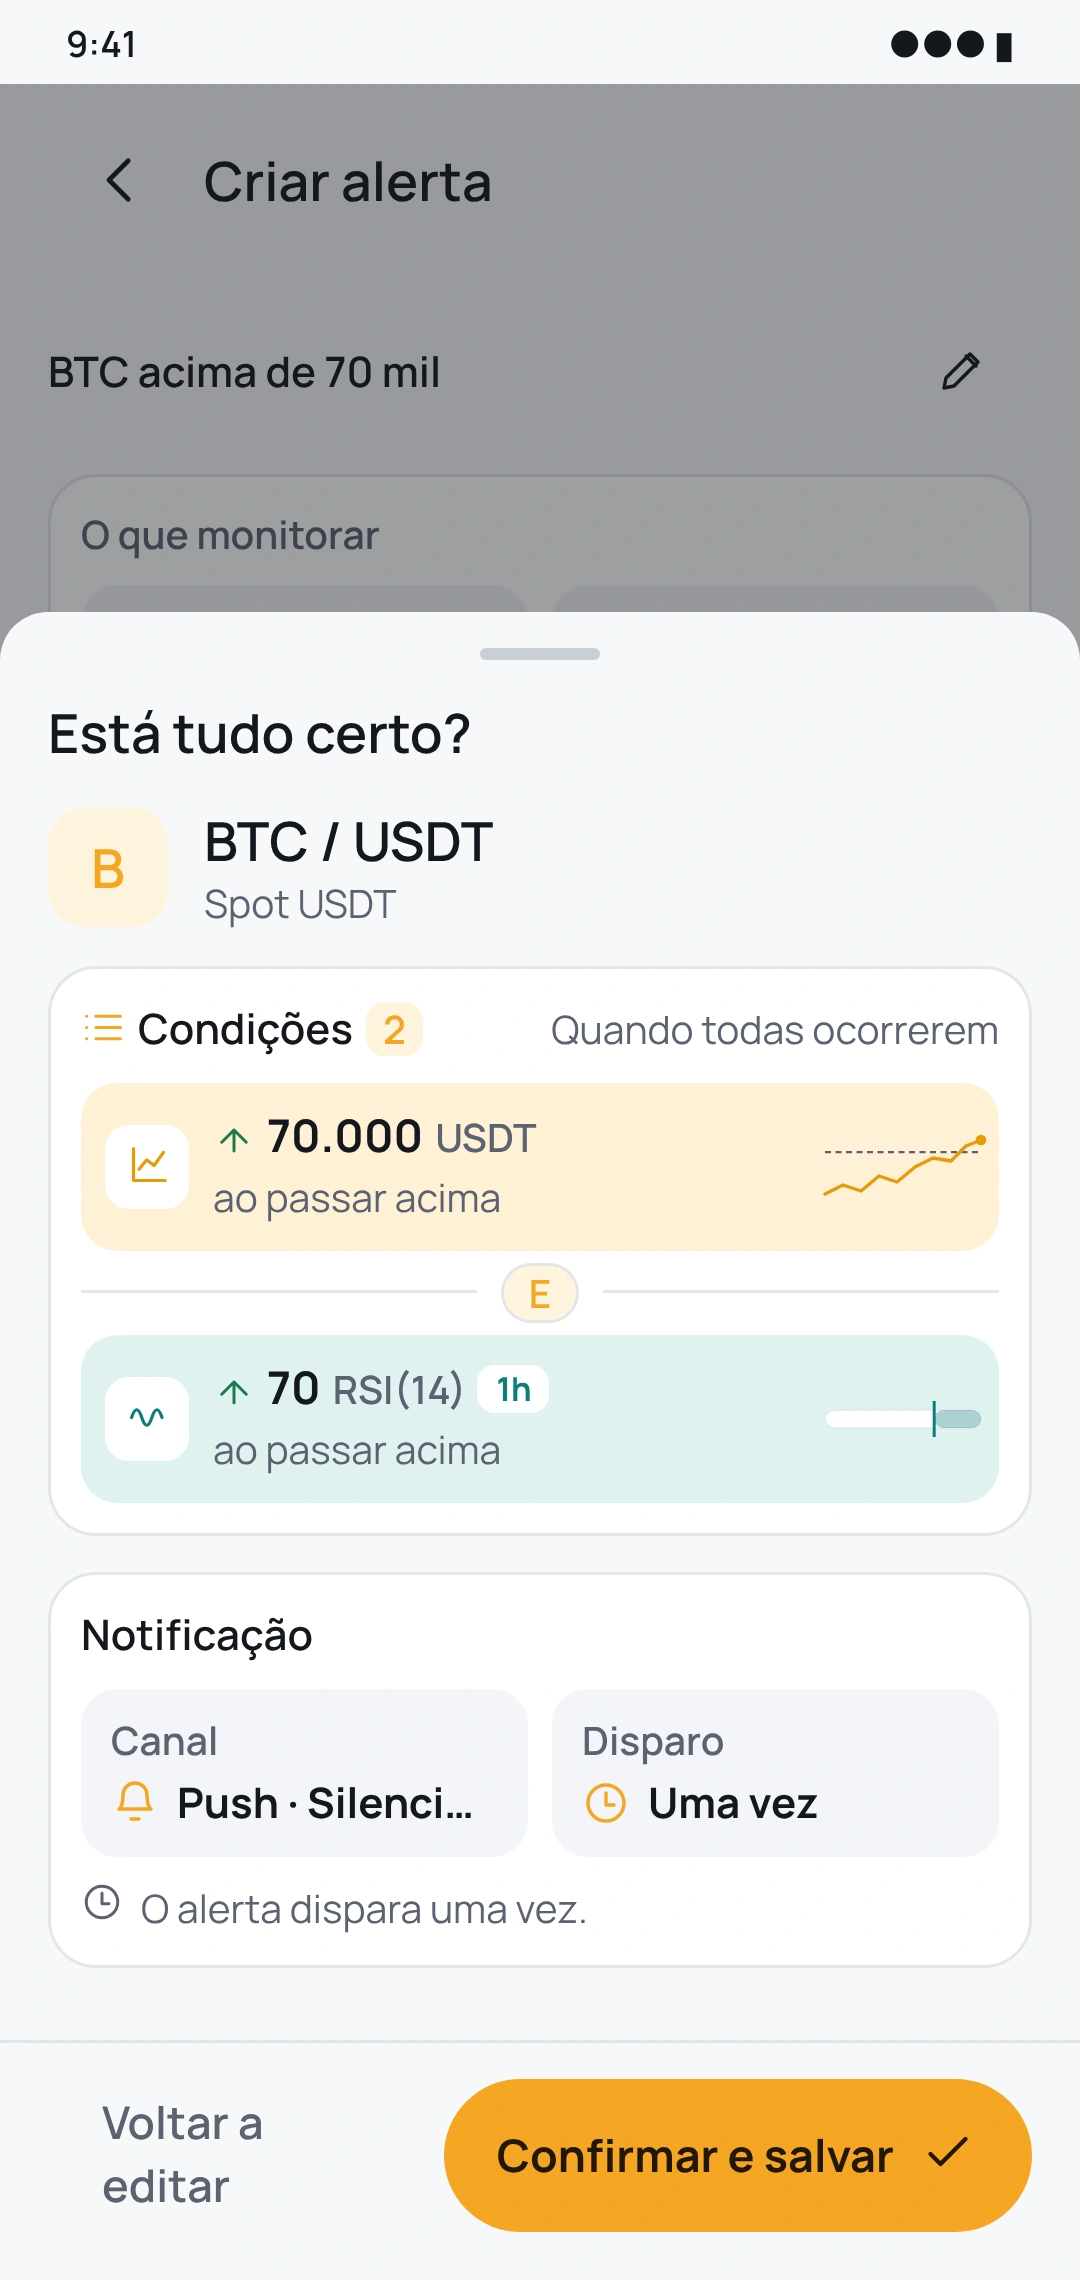 9:41
Criar alerta
BTC acima de 70 mil
O que monitorar
Está tudo certo?
B
BTC / USDT
Spot USDT
Condições 2
Quando todas ocorrerem
70.000 USDT
ao passar acima
E
70 RSI(14) 1h
ao passar acima
Notificação
Canal
Push · Silenci...
Disparo
Uma vez
O alerta dispara uma vez.
Voltar a
editar
Confirmar e salvar